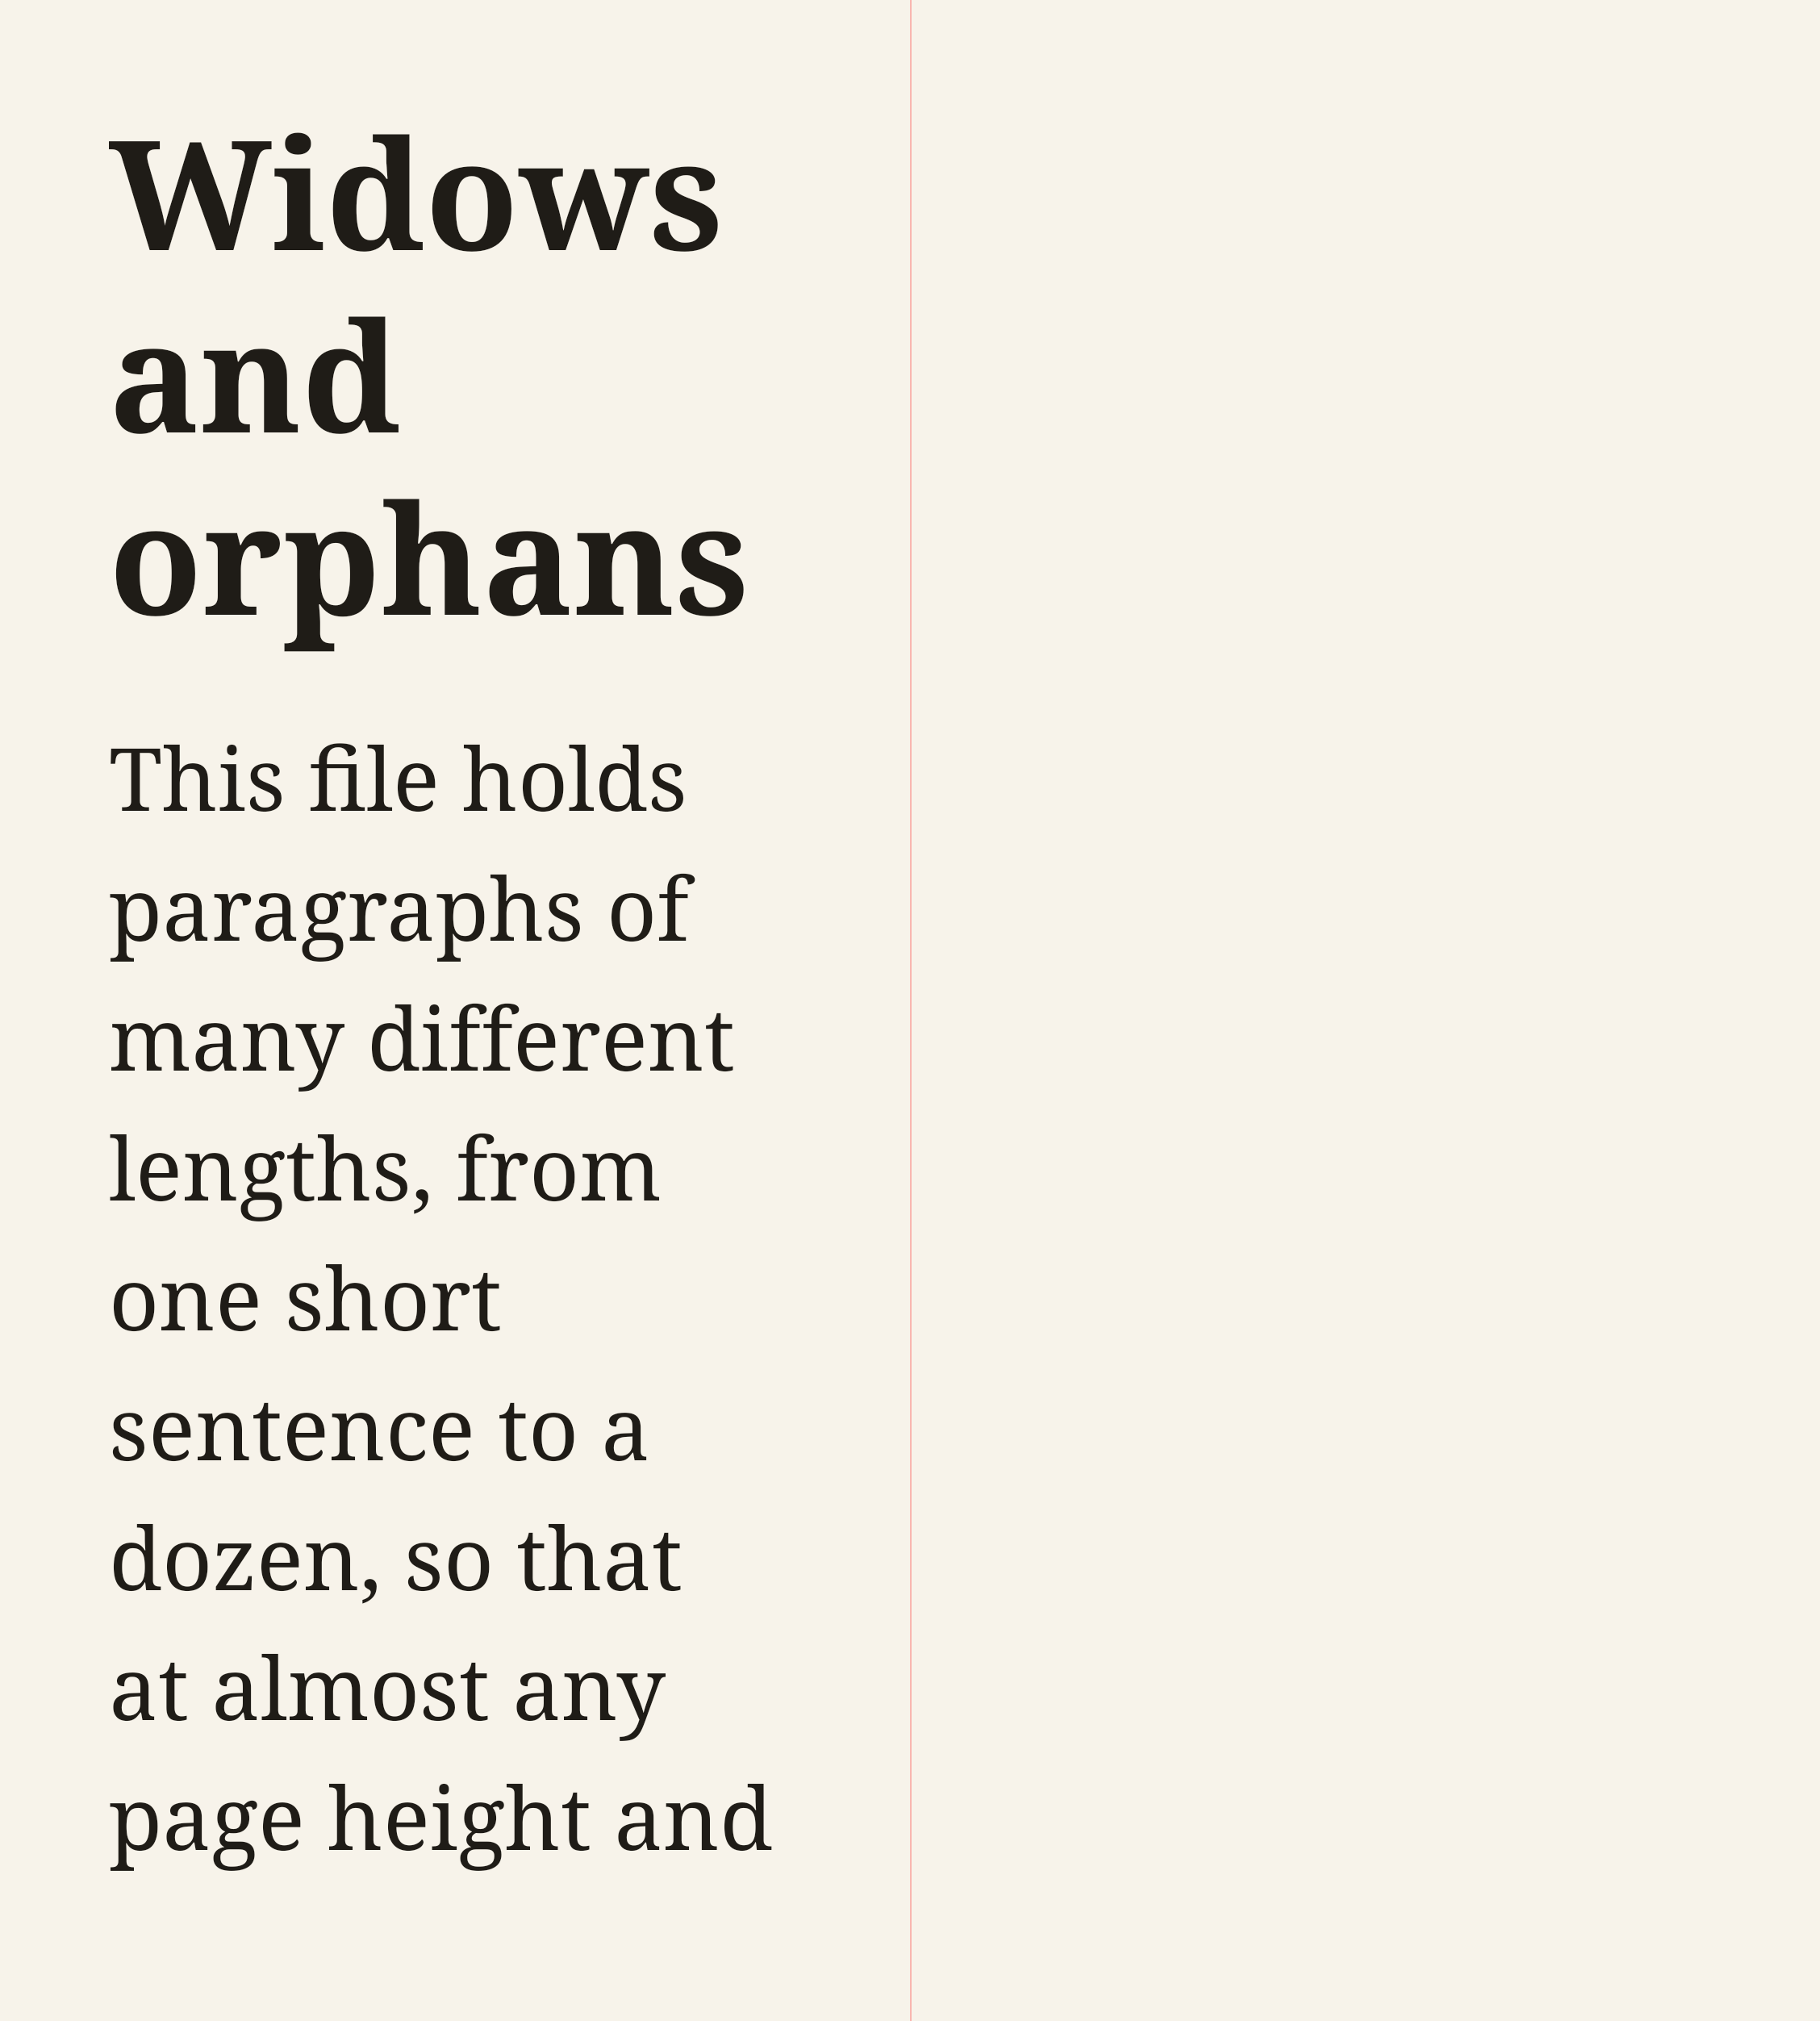 Widows
and
orphans
This file holds
paragraphs of
many different
lengths, from
one short
sentence to a
dozen, so that
at almost any
page height and